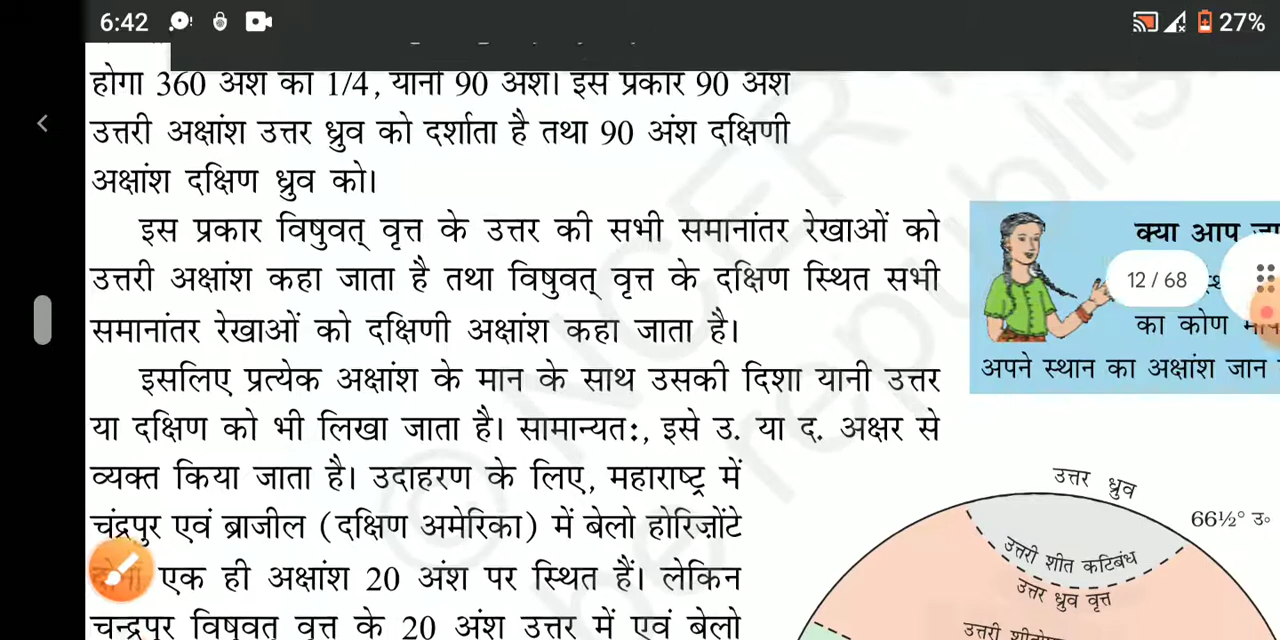 6:42
27%
होगा 360 अंश का 1/4, यानी 90 अंश। इस प्रकार 90 अंश
उत्तरी अक्षांश उत्तर ध्रुव को दर्शाता है तथा 90 अंश दक्षिणी
अक्षांश दक्षिण ध्रुव को।
इस प्रकार विषुवत् वृत्त के उत्तर की सभी समानांतर रेखाओं को
उत्तरी अक्षांश कहा जाता है तथा विषुवत् वृत्त के दक्षिण स्थित सभी
समानांतर रेखाओं को दक्षिणी अक्षांश कहा जाता है।
इसलिए प्रत्येक अक्षांश के मान के साथ उसकी दिशा यानी उत्तर
या दक्षिण को भी लिखा जाता है। सामान्यत:, इसे उ. या द. अक्षर से
व्यक्त किया जाता है। उदाहरण के लिए, महाराष्ट्र में
चंद्रपुर एवं ब्राजील (दक्षिण अमेरिका) में बेलो होरिज़ोंटे
एक ही अक्षांश 20 अंश पर स्थित हैं। लेकिन
चन्द्रपुर विषुवत् वृत्त के 20 अंश उत्तर में एवं बेलो
क्या आप
12 / 68
का कोण
अपने स्थान का अक्षांश जान
उत्तर ध्रुव
66½° उ॰
उत्तरी शीत कटिबंध
उत्तर ध्रुव वृत्त
© NCER
republis